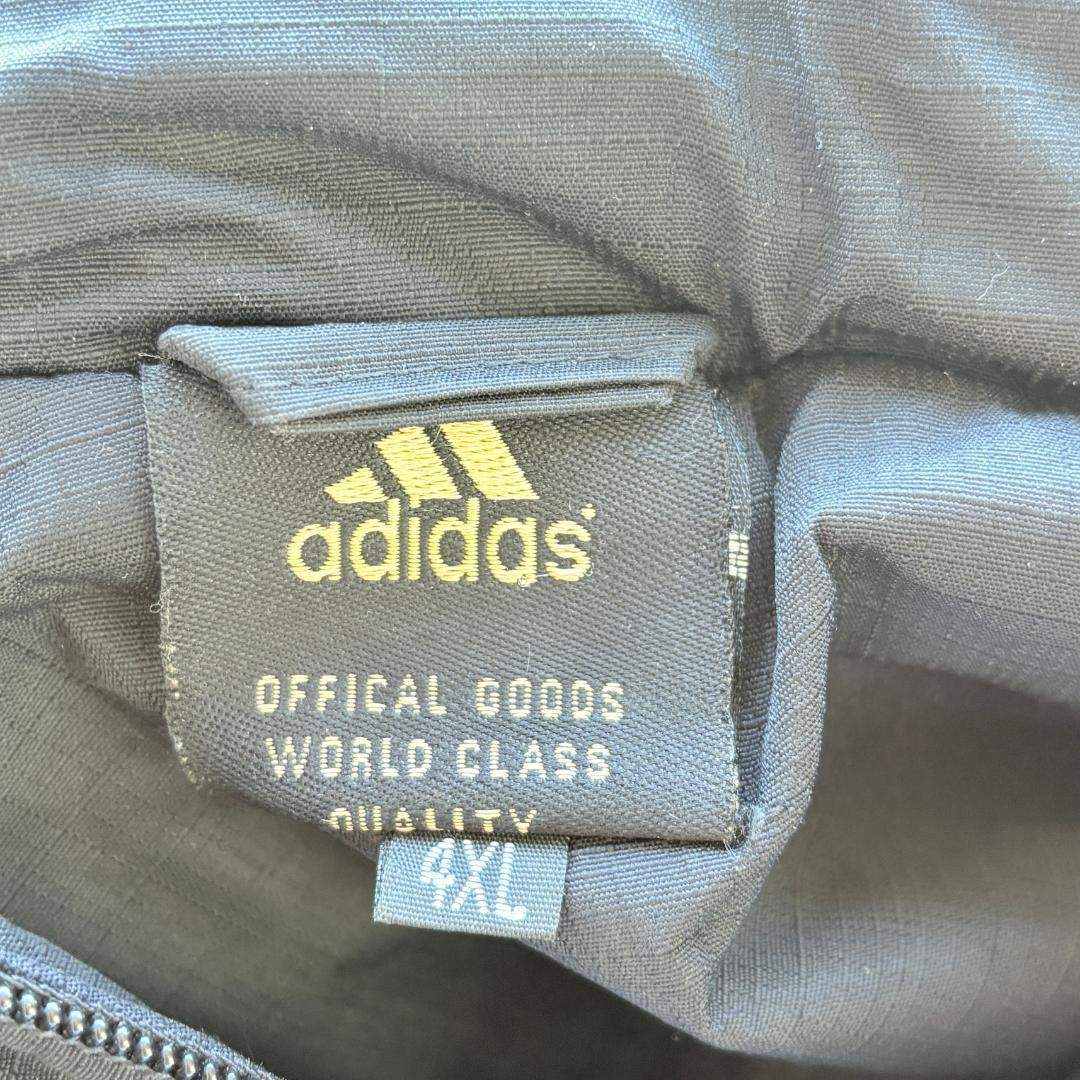 adidas
OFFICAL GOODS
WORLD CLASS
QUALITY
4XL